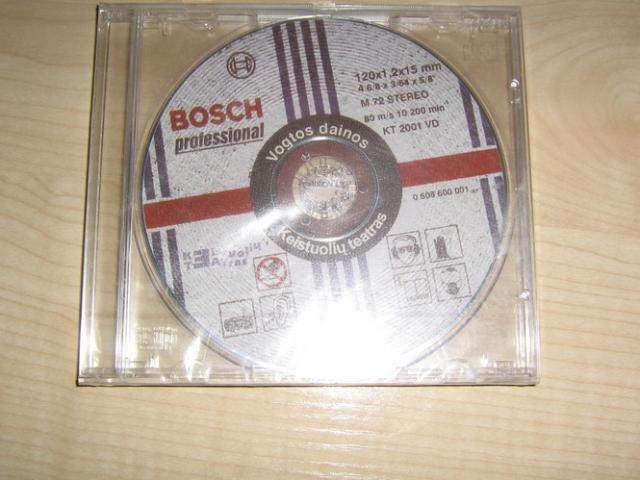 BOSCH
professional
120x1,2x15 mm
4 6/8 x 3/64 x 5/8"
M 72 STEREO
80 m/s 10 200 min⁻¹
KT 2001 VD
Vogtos dainos
0 608 600 001
Keistuolių teatras